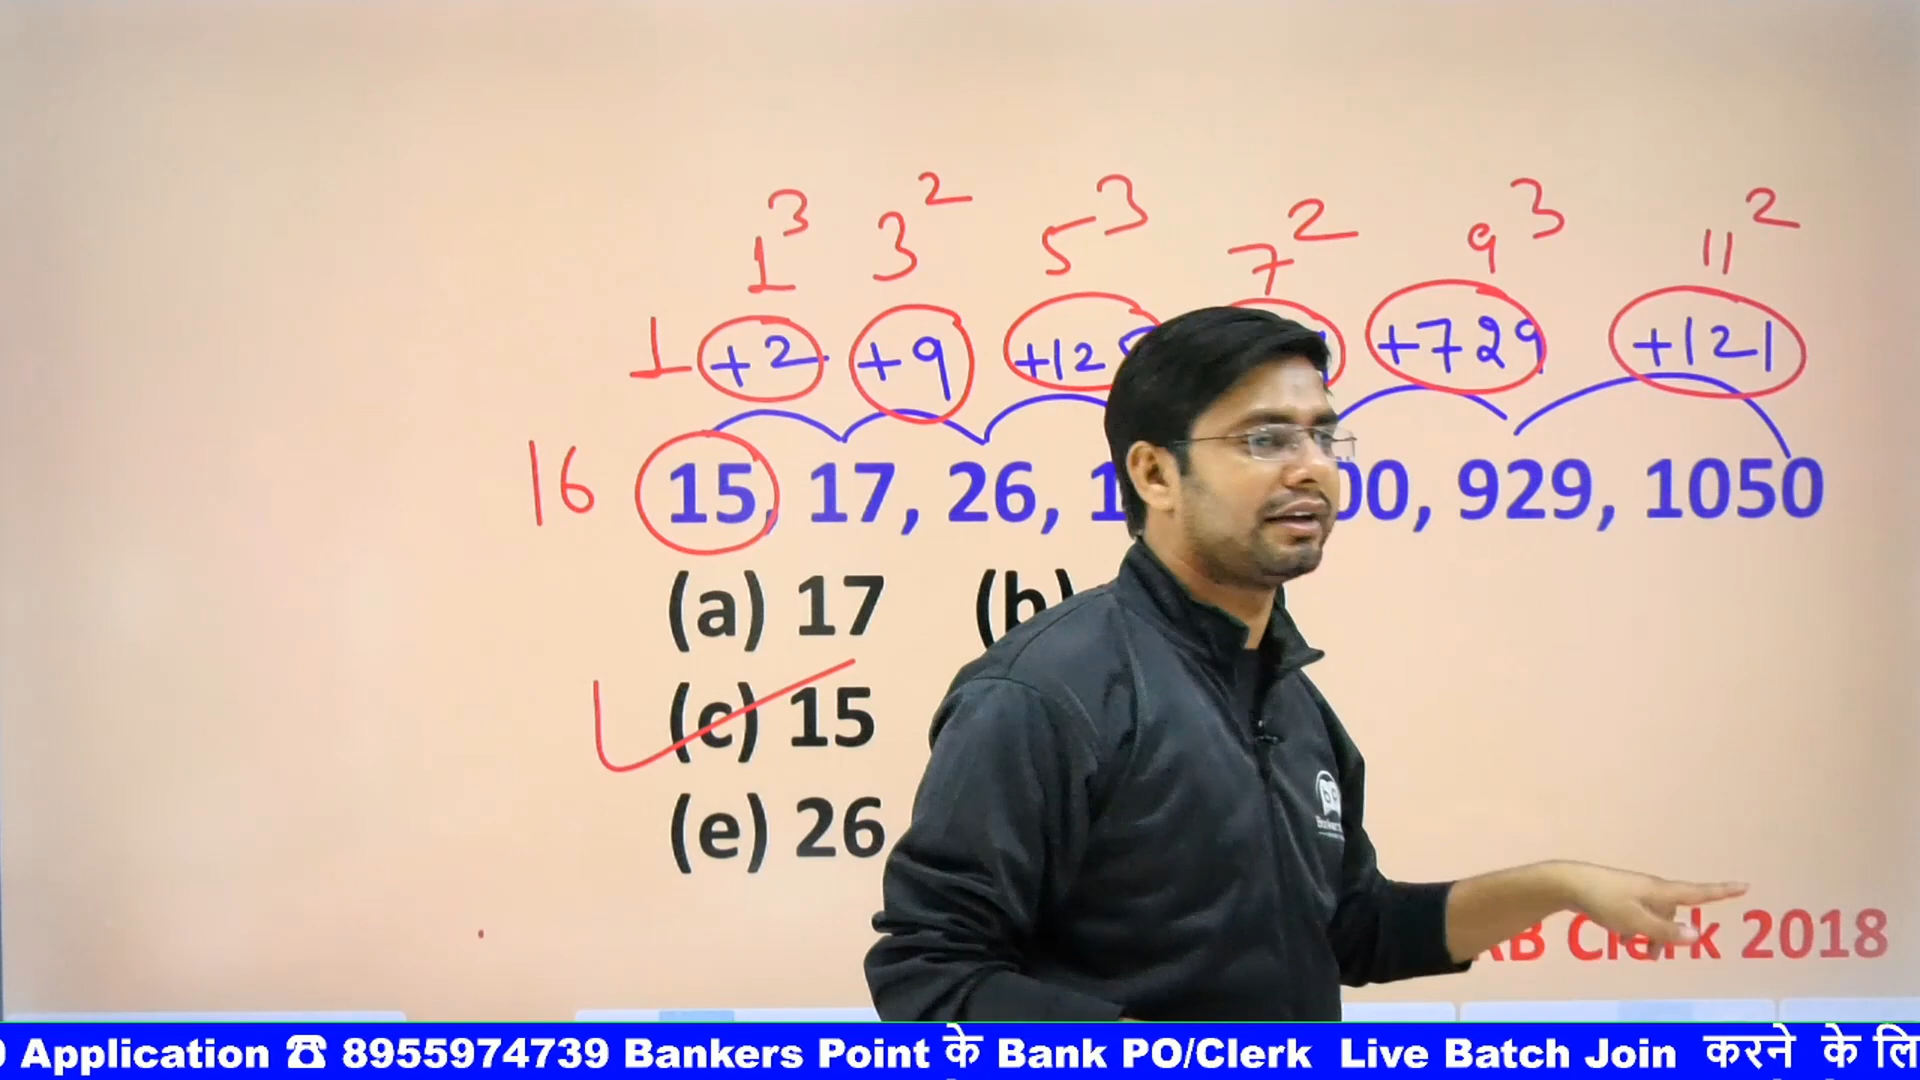 1³ 3² 5³ 7² 9³ 11²
1 +2 +9 +12 +729 +121
16 15, 17, 26, 1 00, 929, 1050
(a) 17 (b)
(c) 15
(e) 26
RB Clerk 2018
Application ☎ 8955974739 Bankers Point के Bank PO/Clerk Live Batch Join करने के लि